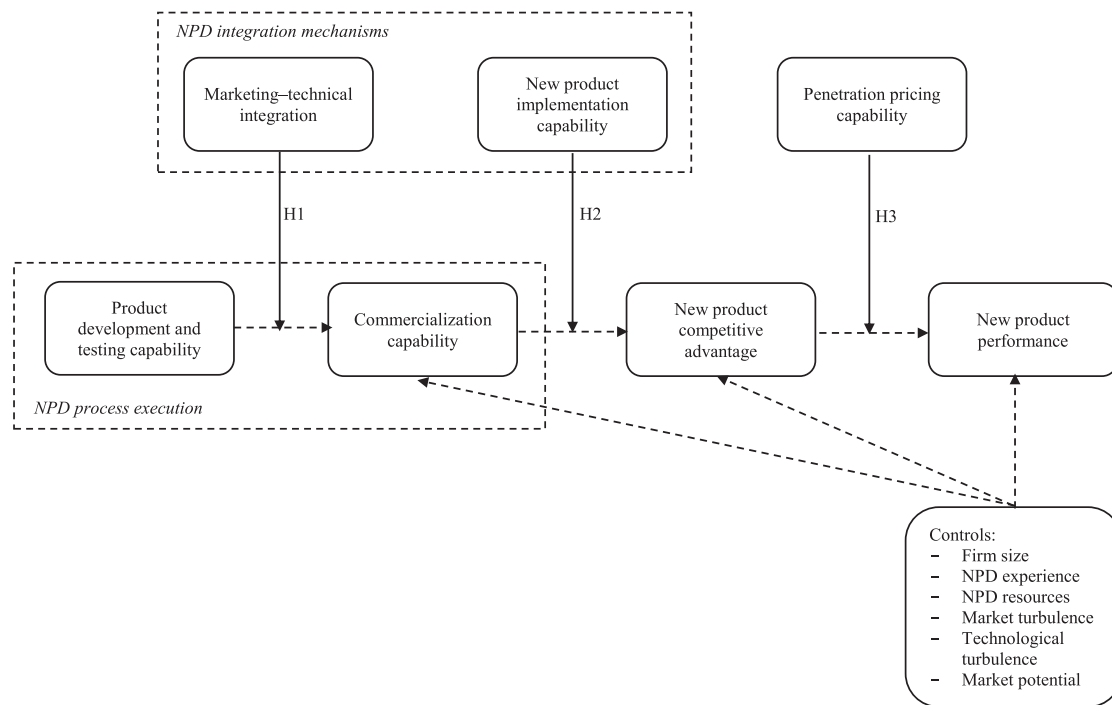 NPD integration mechanisms
Marketing–technical
integration
New product
implementation
capability
Penetration pricing
capability
H1
H2
H3
Product
development and
testing capability
Commercialization
capability
New product
competitive
advantage
New product
performance
NPD process execution
Controls:
– Firm size
– NPD experience
– NPD resources
– Market turbulence
– Technological
turbulence
– Market potential